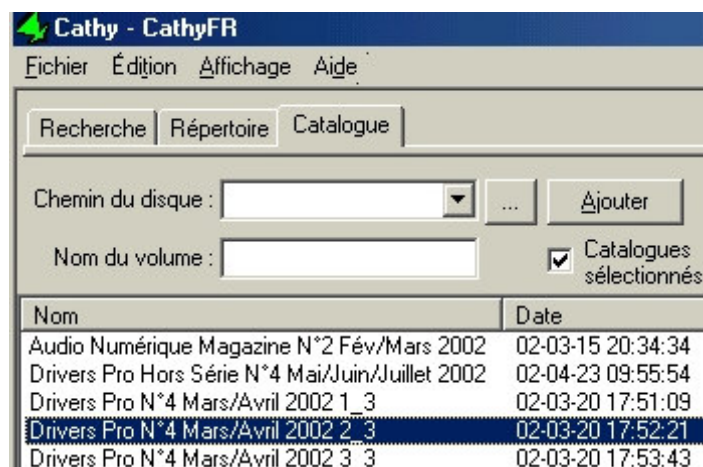 Cathy - CathyFR
Fichier Édition Affichage Aide
Recherche Répertoire Catalogue
Chemin du disque : ... Ajouter
Nom du volume : Catalogues
sélectionnés
Nom Date
Audio Numérique Magazine N°2 Fév/Mars 2002 02-03-15 20:34:34
Drivers Pro Hors Série N°4 Mai/Juin/Juillet 2002 02-04-23 09:55:54
Drivers Pro N°4 Mars/Avril 2002 1_3 02-03-20 17:51:09
Drivers Pro N°4 Mars/Avril 2002 2_3 02-03-20 17:52:21
Drivers Pro N°4 Mars/Avril 2002 3_3 02-03-20 17:53:43